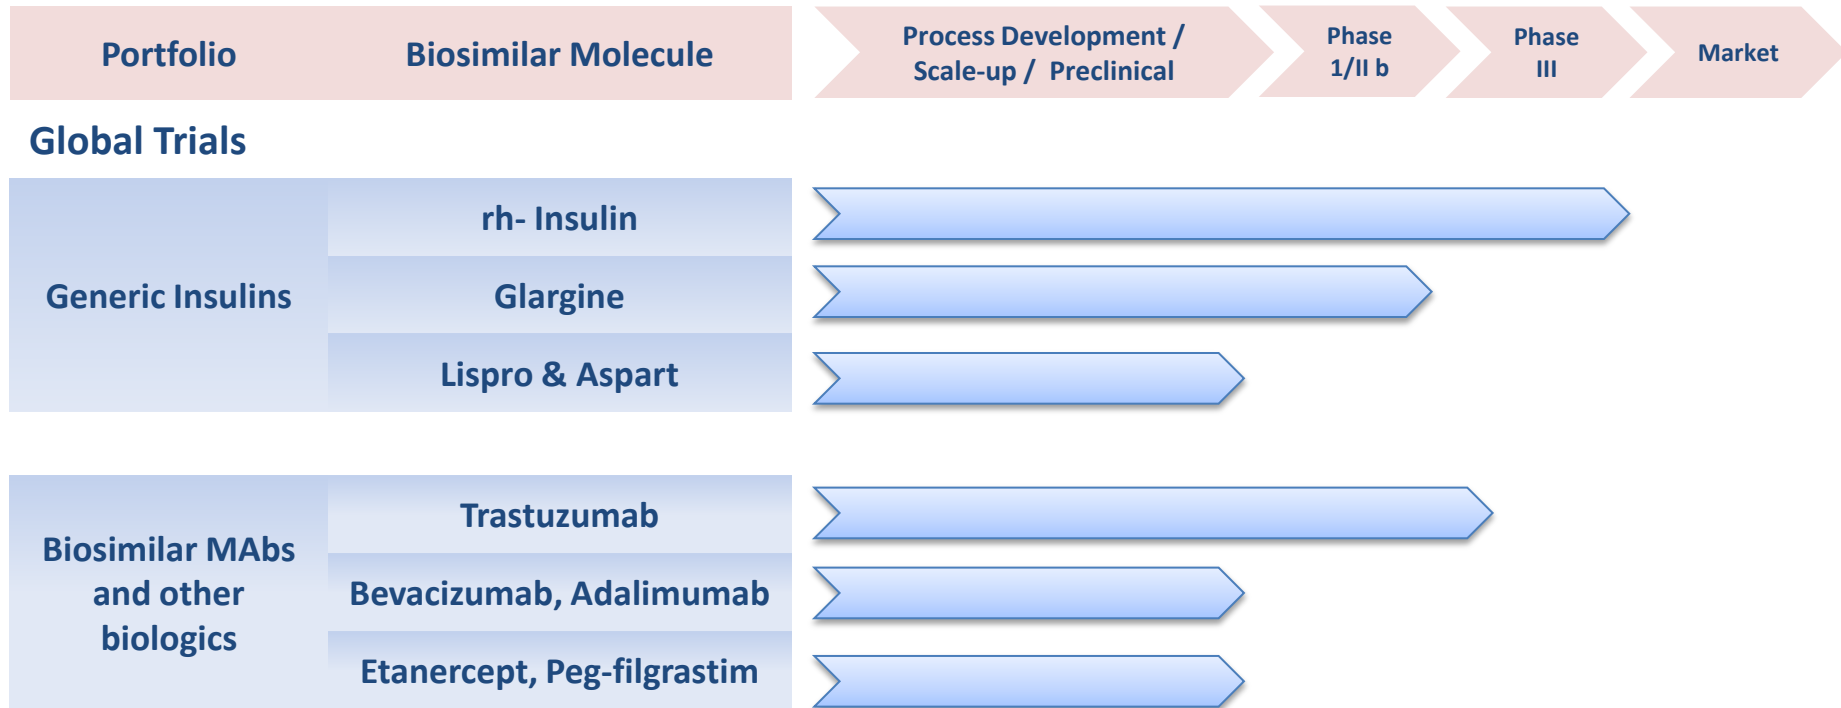 Portfolio
Biosimilar Molecule
Process Development /
Scale-up / Preclinical
Phase
1/II b
Phase
III
Market
Global Trials
Generic Insulins
rh- Insulin
Glargine
Lispro & Aspart
Biosimilar MAbs
and other
biologics
Trastuzumab
Bevacizumab, Adalimumab
Etanercept, Peg-filgrastim